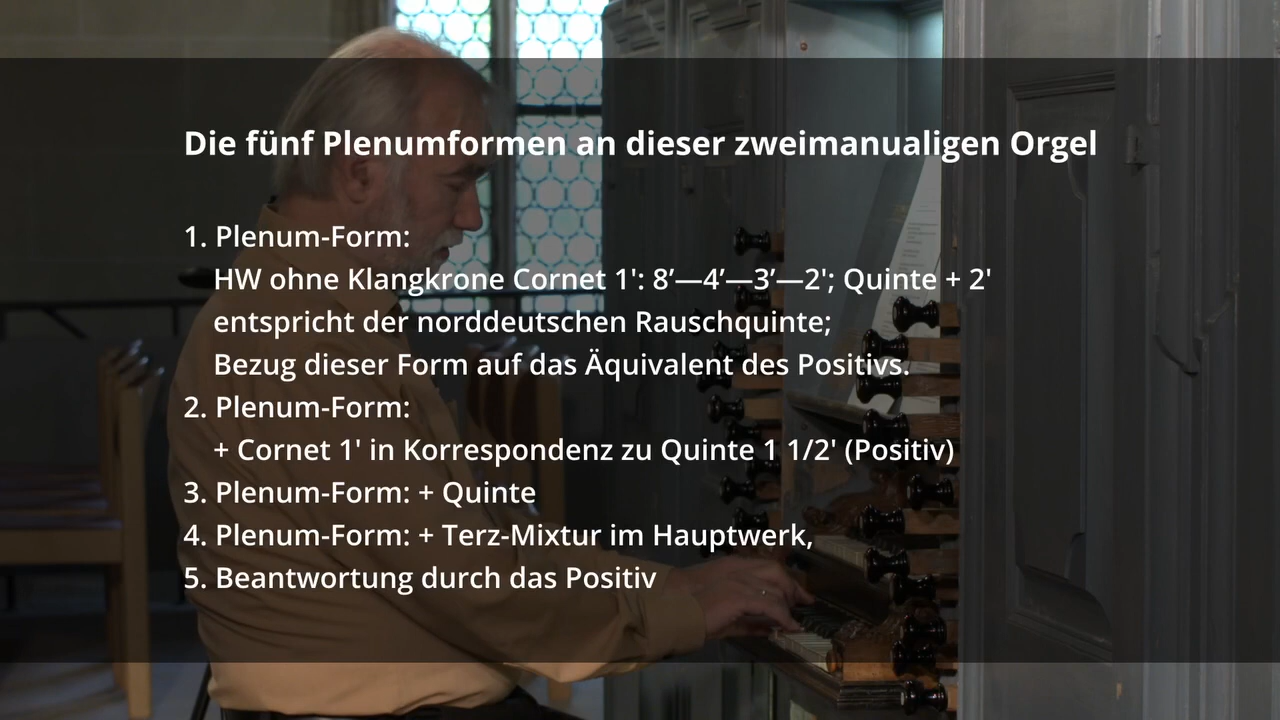 Die fünf Plenumformen an dieser zweimanualigen Orgel
1. Plenum-Form:
HW ohne Klangkrone Cornet 1': 8’—4’—3’—2'; Quinte + 2'
entspricht der norddeutschen Rauschquinte;
Bezug dieser Form auf das Äquivalent des Positivs.
2. Plenum-Form:
+ Cornet 1' in Korrespondenz zu Quinte 1 1/2' (Positiv)
3. Plenum-Form: + Quinte
4. Plenum-Form: + Terz-Mixtur im Hauptwerk,
5. Beantwortung durch das Positiv